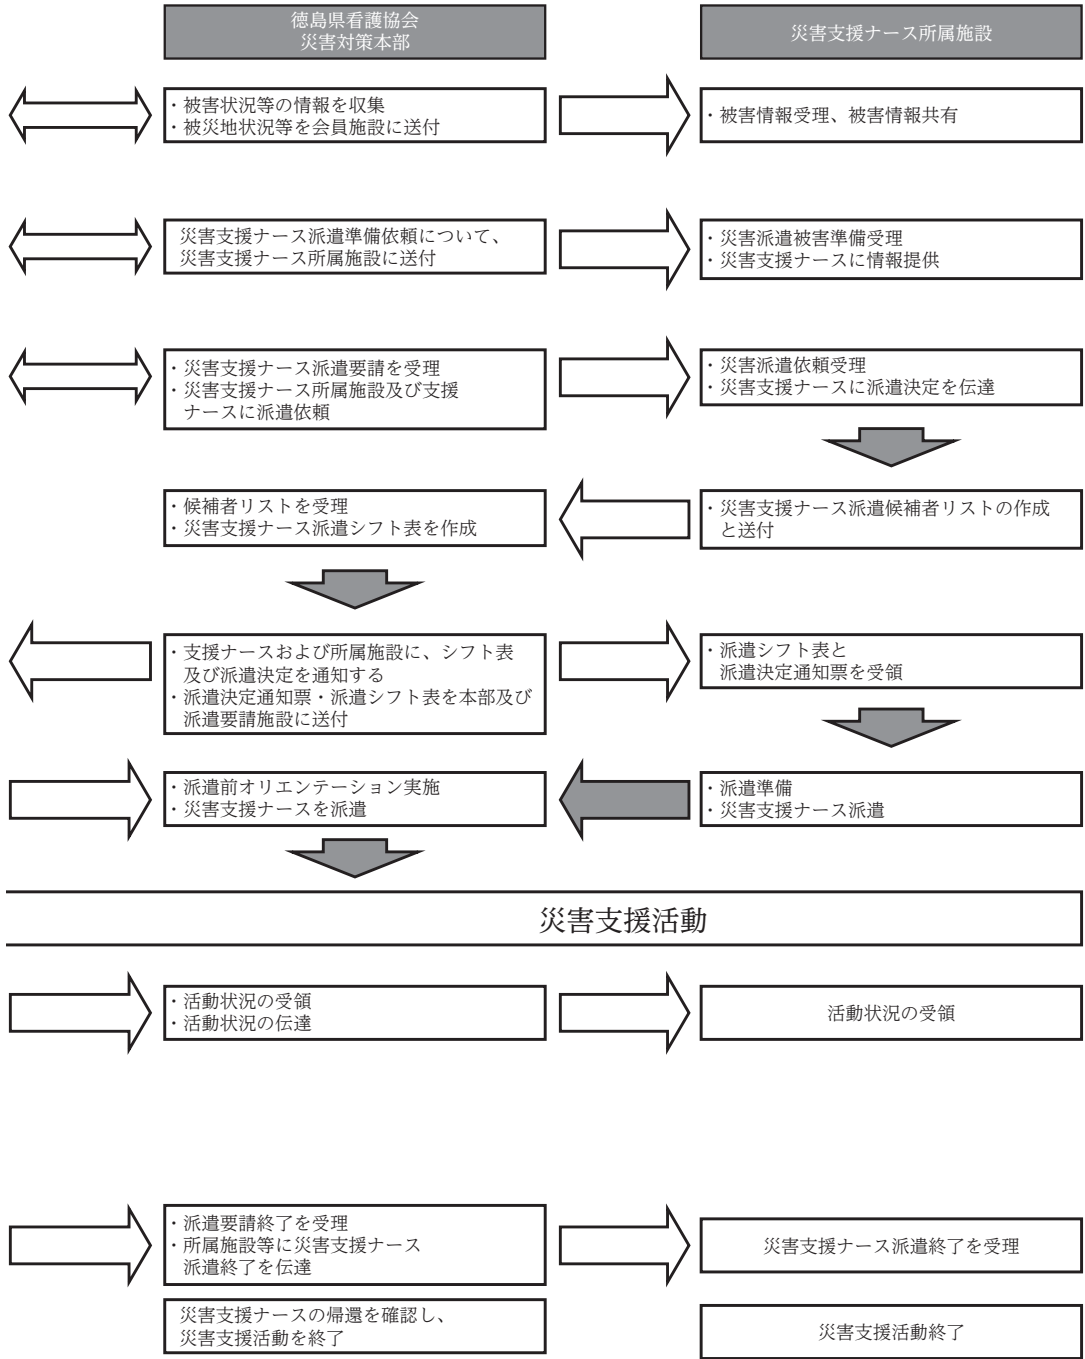 徳島県看護協会
災害対策本部
災害支援ナース所属施設
・被害状況等の情報を収集
・被災地状況等を会員施設に送付
・被害情報受理、被害情報共有
災害支援ナース派遣準備依頼について、
災害支援ナース所属施設に送付
・災害派遣被害準備受理
・災害支援ナースに情報提供
・災害支援ナース派遣要請を受理
・災害支援ナース所属施設及び支援
ナースに派遣依頼
・災害派遣依頼受理
・災害支援ナースに派遣決定を伝達
・候補者リストを受理
・災害支援ナース派遣シフト表を作成
・災害支援ナース派遣候補者リストの作成
と送付
・支援ナースおよび所属施設に、シフト表
及び派遣決定を通知する
・派遣決定通知票・派遣シフト表を本部及び
派遣要請施設に送付
・派遣シフト表と
派遣決定通知票を受領
・派遣前オリエンテーション実施
・災害支援ナースを派遣
・派遣準備
・災害支援ナース派遣
災害支援活動
・活動状況の受領
・活動状況の伝達
活動状況の受領
・派遣要請終了を受理
・所属施設等に災害支援ナース
派遣終了を伝達
災害支援ナース派遣終了を受理
災害支援ナースの帰還を確認し、
災害支援活動を終了
災害支援活動終了